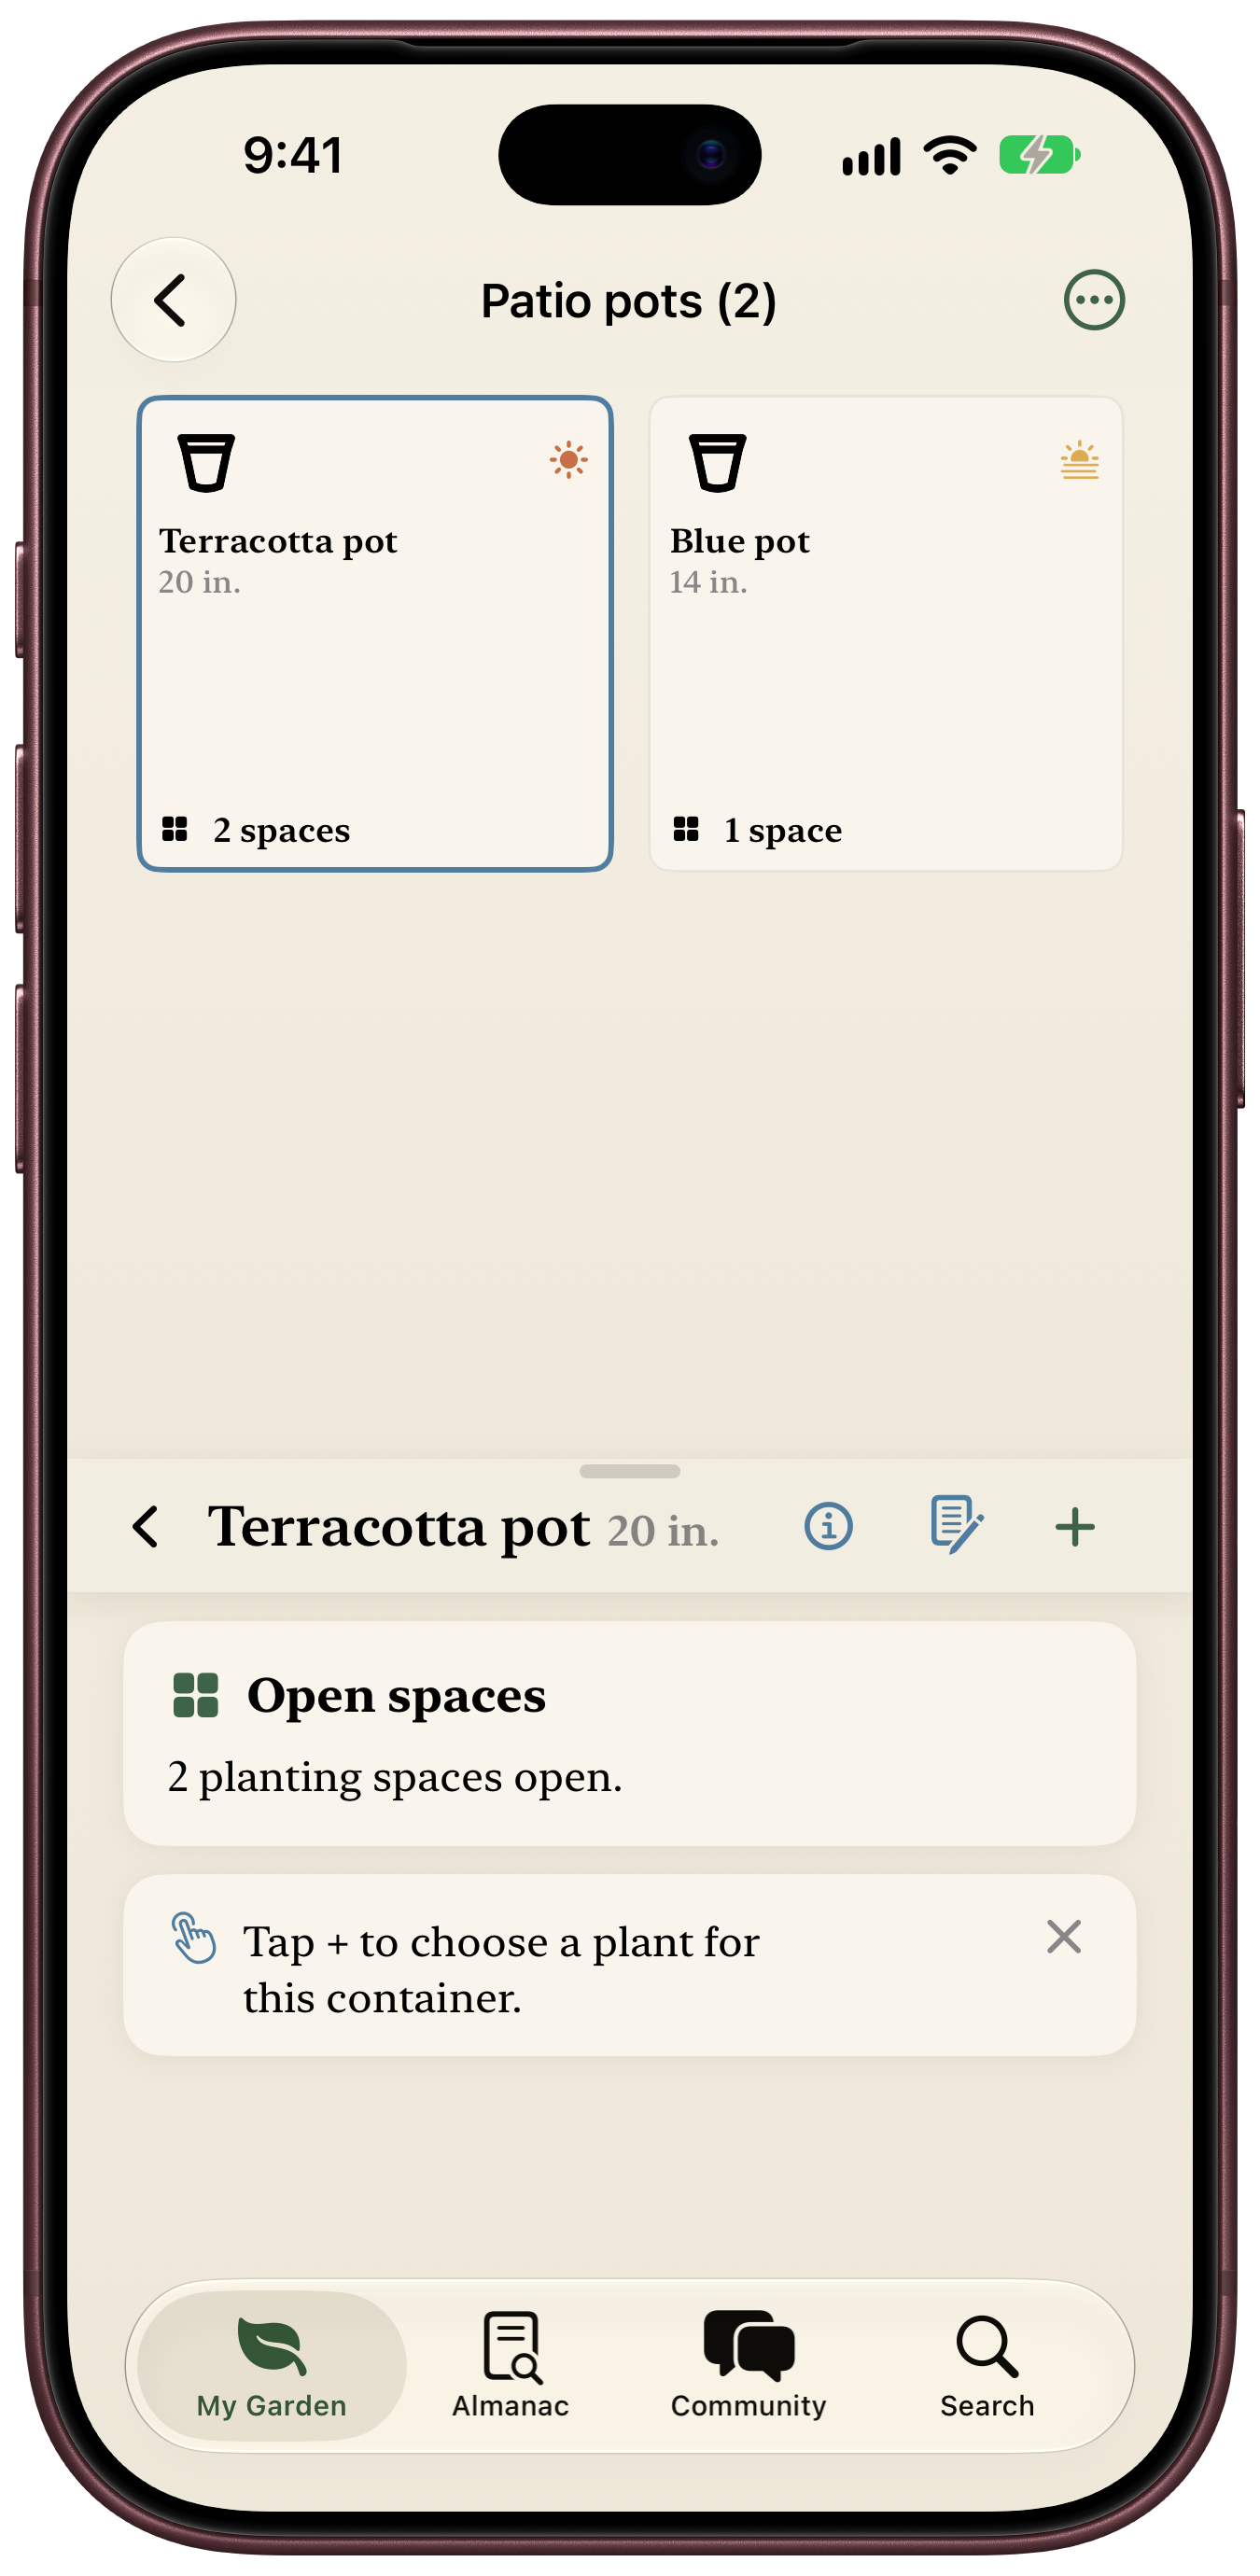 9:41
Patio pots (2)
Terracotta pot
20 in.
2 spaces
Blue pot
14 in.
1 space
Terracotta pot 20 in.
Open spaces
2 planting spaces open.
Tap + to choose a plant for
this container.
My Garden
Almanac
Community
Search